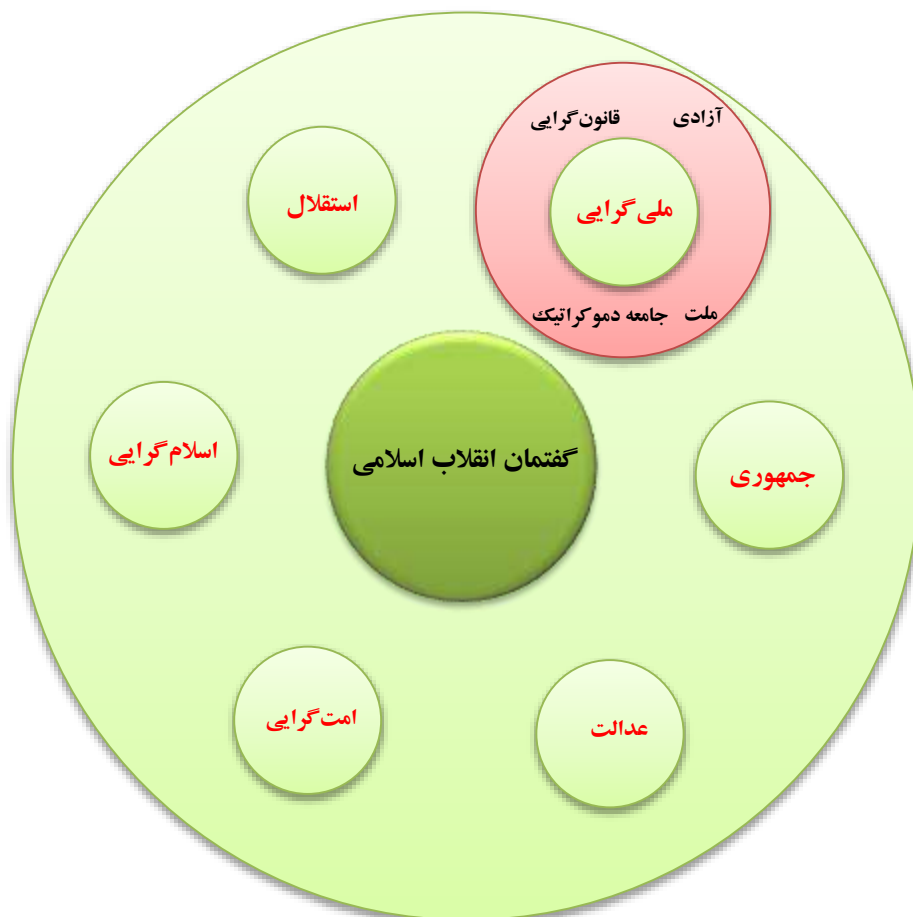 آزادی
قانون‌گرایی
ملی‌گرایی
ملت
جامعه دموکراتیک
استقلال
گفتمان انقلاب اسلامی
اسلام‌گرایی
جمهوری
امت‌گرایی
عدالت